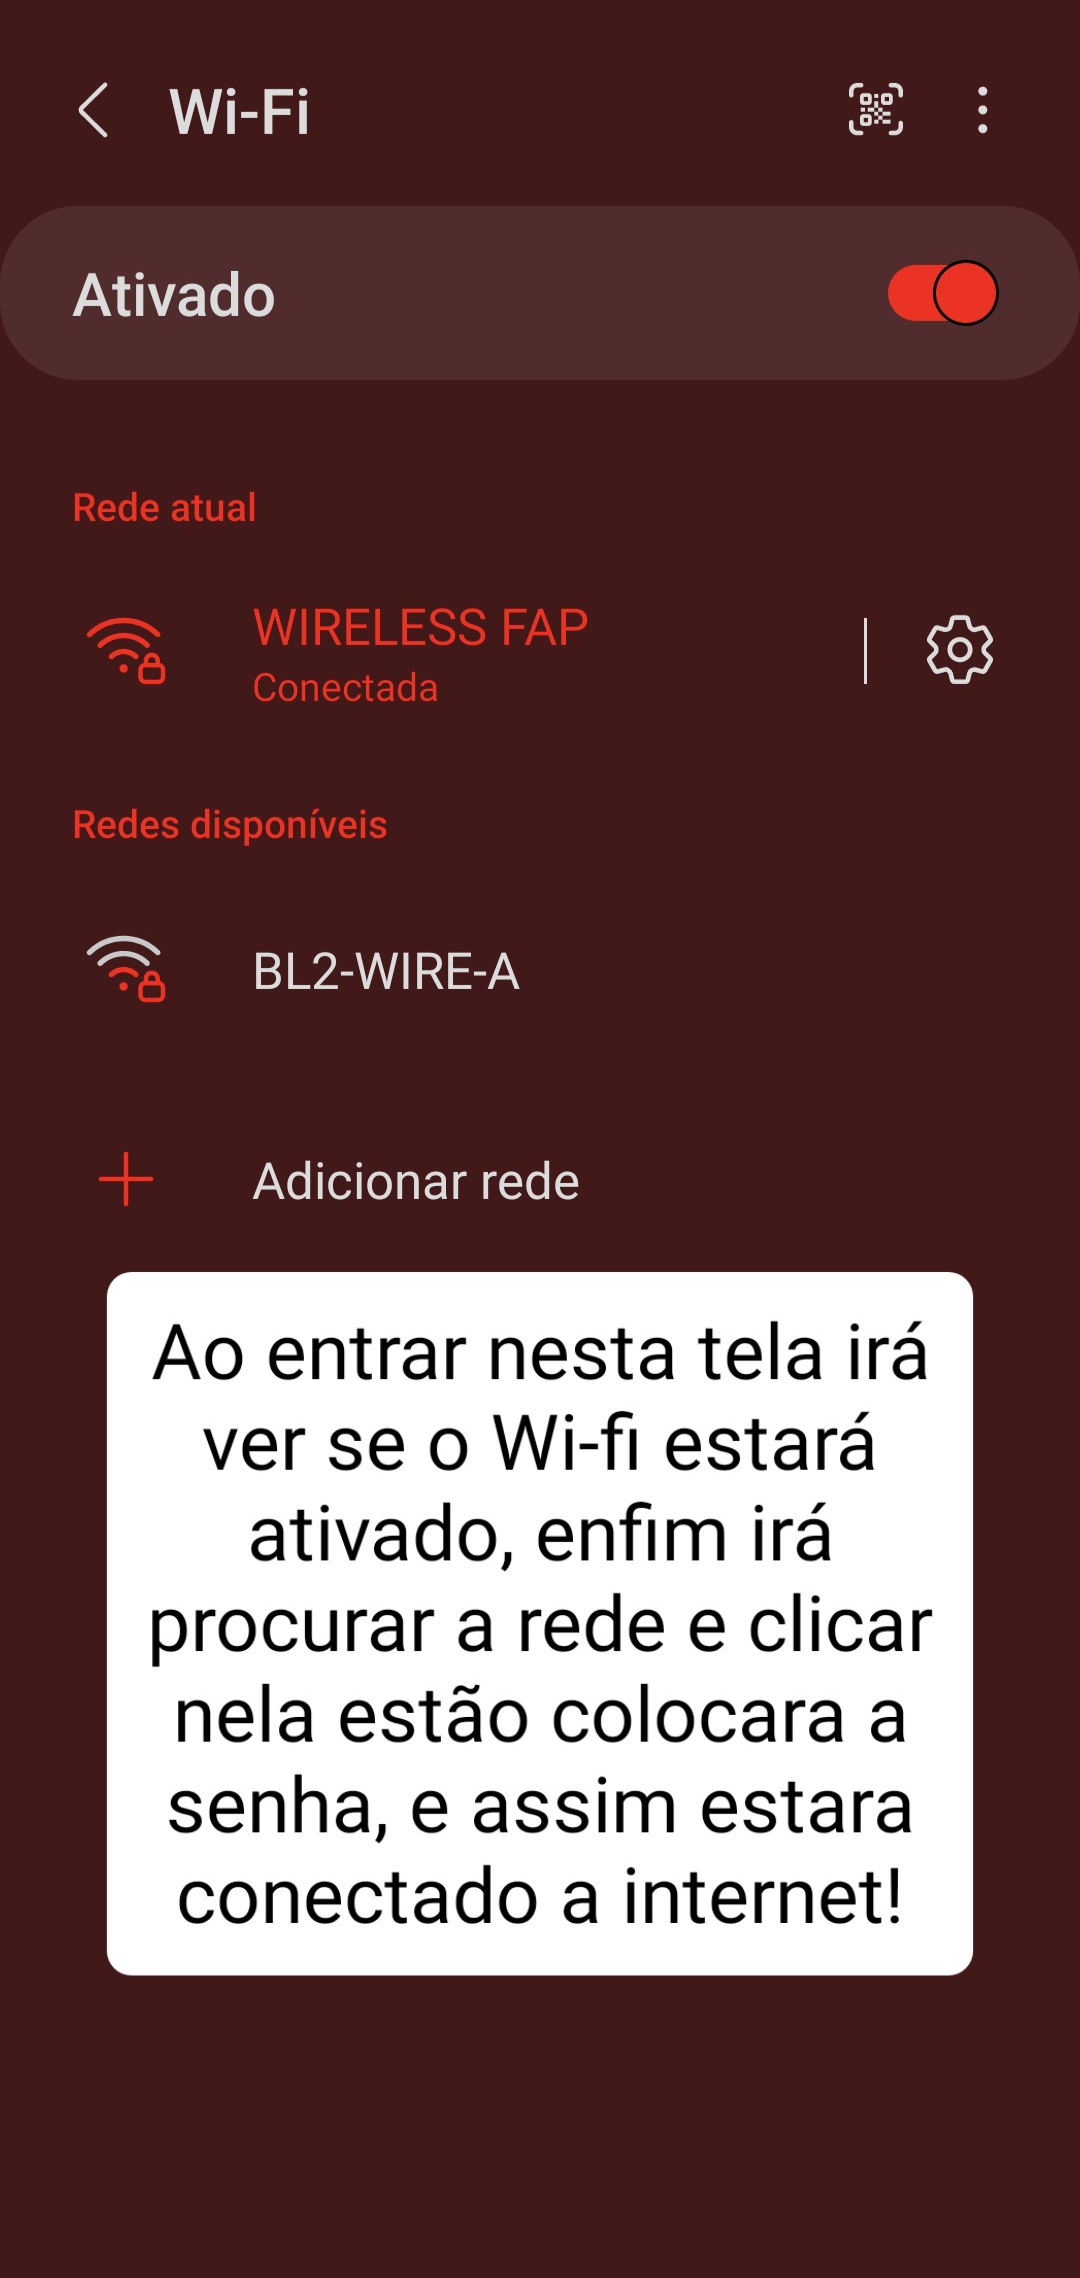 Wi-Fi
Ativado
Rede atual
WIRELESS FAP
Conectada
Redes disponíveis
BL2-WIRE-A
Adicionar rede
Ao entrar nesta tela irá
ver se o Wi-fi estará
ativado, enfim irá
procurar a rede e clicar
nela estão colocara a
senha, e assim estara
conectado a internet!